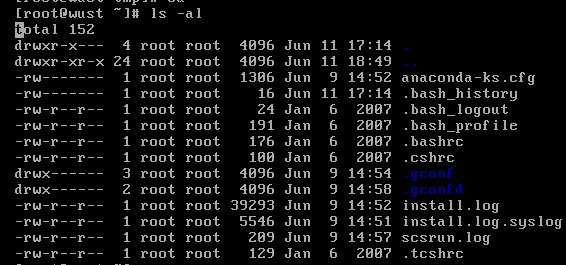 [root@wust ~]# ls -al
total 152
drwxr-x---  4 root root  4096 Jun 11 17:14 .
drwxr-xr-x 24 root root  4096 Jun 11 18:49 ..
-rw-------  1 root root  1306 Jun  9 14:52 anaconda-ks.cfg
-rw-------  1 root root    16 Jun 11 17:14 .bash_history
-rw-r--r--  1 root root    24 Jan  6  2007 .bash_logout
-rw-r--r--  1 root root   191 Jan  6  2007 .bash_profile
-rw-r--r--  1 root root   176 Jan  6  2007 .bashrc
-rw-r--r--  1 root root   100 Jan  6  2007 .cshrc
drwx------  3 root root  4096 Jun  9 14:54 .gconf
drwx------  2 root root  4096 Jun  9 14:58 .gconfd
-rw-r--r--  1 root root 39293 Jun  9 14:52 install.log
-rw-r--r--  1 root root  5546 Jun  9 14:51 install.log.syslog
-rw-r--r--  1 root root   209 Jun  9 14:57 scsrun.log
-rw-r--r--  1 root root   129 Jan  6  2007 .tcshrc